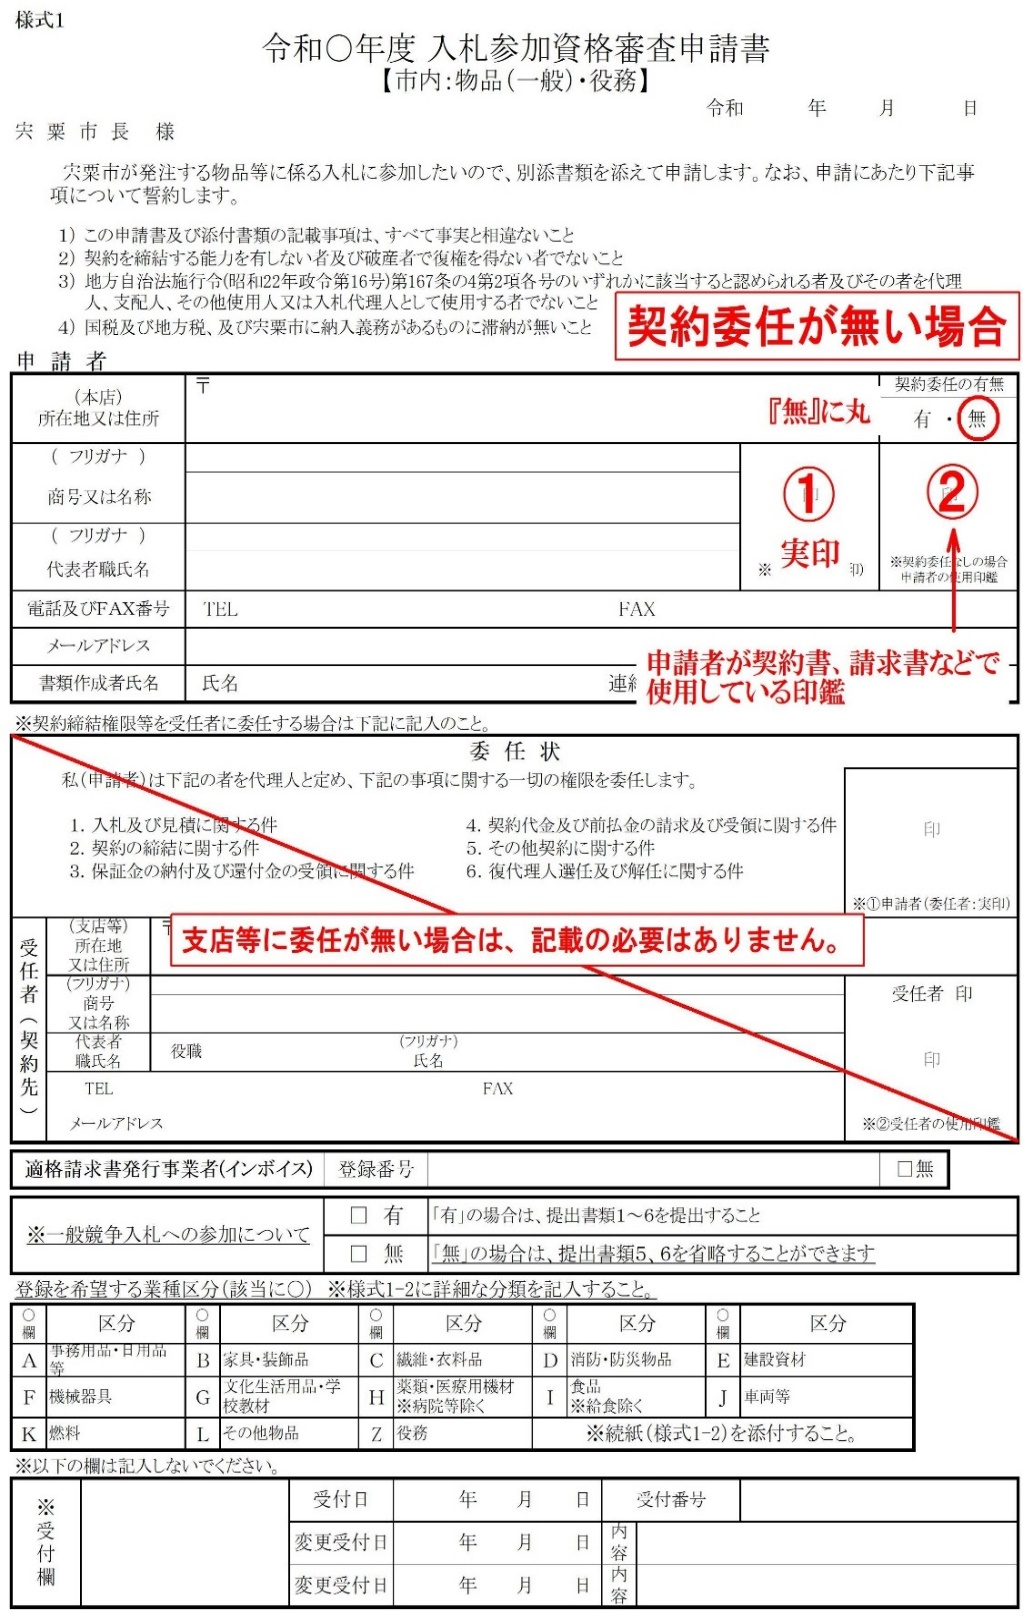 様式1
令和〇年度 入札参加資格審査申請書
【市内：物品（一般）・役務】
令和 年 月 日
宍 粟 市 長 様
宍粟市が発注する物品等に係る入札に参加したいので、別添書類を添えて申請します。なお、申請にあたり下記事
項について誓約します。
1） この申請書及び添付書類の記載事項は、すべて事実と相違ないこと
2） 契約を締結する能力を有しない者及び破産者で復権を得ない者でないこと
3） 地方自治法施行令（昭和22年政令第16号）第167条の4第2項各号のいずれかに該当すると認められる者及びその者を代理
人、支配人、その他使用人又は入札代理人として使用する者でないこと
4） 国税及び地方税、及び宍粟市に納入義務があるものに滞納が無いこと
契約委任が無い場合
申 請 者
（本店）
所在地又は住所
〒
『無』に丸
契約委任の有無
有 ・ 無
（ フリガナ ）
商号又は名称
（ フリガナ ）
代表者職氏名
①
実印
※ 印）
②
※契約委任なしの場合
申請者の使用印鑑
電話及びFAX番号 TEL FAX
メールアドレス
書類作成者氏名 氏名 連絡
申請者が契約書、請求書などで
使用している印鑑
※契約締結権限等を受任者に委任する場合は下記に記入のこと。
委 任 状
私（申請者）は下記の者を代理人と定め、下記の事項に関する一切の権限を委任します。
1. 入札及び見積に関する件 4. 契約代金及び前払金の請求及び受領に関する件
2. 契約の締結に関する件 5. その他契約に関する件
3. 保証金の納付及び還付金の受領に関する件 6. 復代理人選任及び解任に関する件
印
※①申請者（委任者：実印）
支店等に委任が無い場合は、記載の必要はありません。
受任者（契約先）
（支店等）
所在地
又は住所
〒
（フリガナ）
商号
又は名称
代表者
職氏名
役職
（フリガナ）
氏名
TEL FAX
メールアドレス
受任者 印
印
※②受任者の使用印鑑
適格請求書発行事業者（インボイス） 登録番号 □無
※一般競争入札への参加について
□ 有 「有」の場合は、提出書類1～6を提出すること
□ 無 「無」の場合は、提出書類5、6を省略することができます
登録を希望する業種区分（該当に〇） ※様式1-2に詳細な分類を記入すること。
〇欄 区分 〇欄 区分 〇欄 区分 〇欄 区分 〇欄 区分
A 事務用品・日用品等 B 家具・装飾品 C 繊維・衣料品 D 消防・防災物品 E 建設資材
F 機械器具 G 文化生活用品・学校教材 H 薬類・医療用機材 ※病院等除く I 食品 ※給食除く J 車両等
K 燃料 L その他物品 Z 役務 ※続紙（様式1-2）を添付すること。
※以下の欄は記入しないでください。
※受付欄
受付日 年 月 日 受付番号
変更受付日 年 月 日 内容
変更受付日 年 月 日 内容